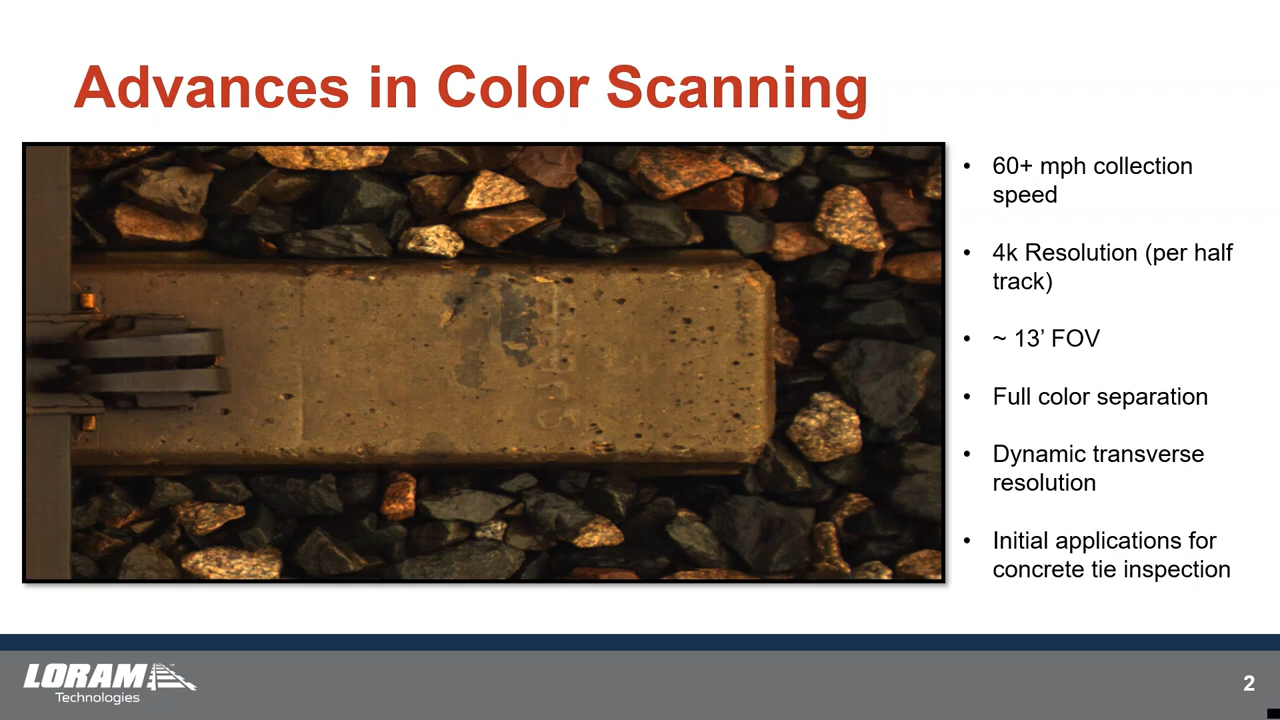 Advances in Color Scanning
• 60+ mph collection
speed
• 4k Resolution (per half
track)
• ~ 13’ FOV
• Full color separation
• Dynamic transverse
resolution
• Initial applications for
concrete tie inspection
LORAM
Technologies
2